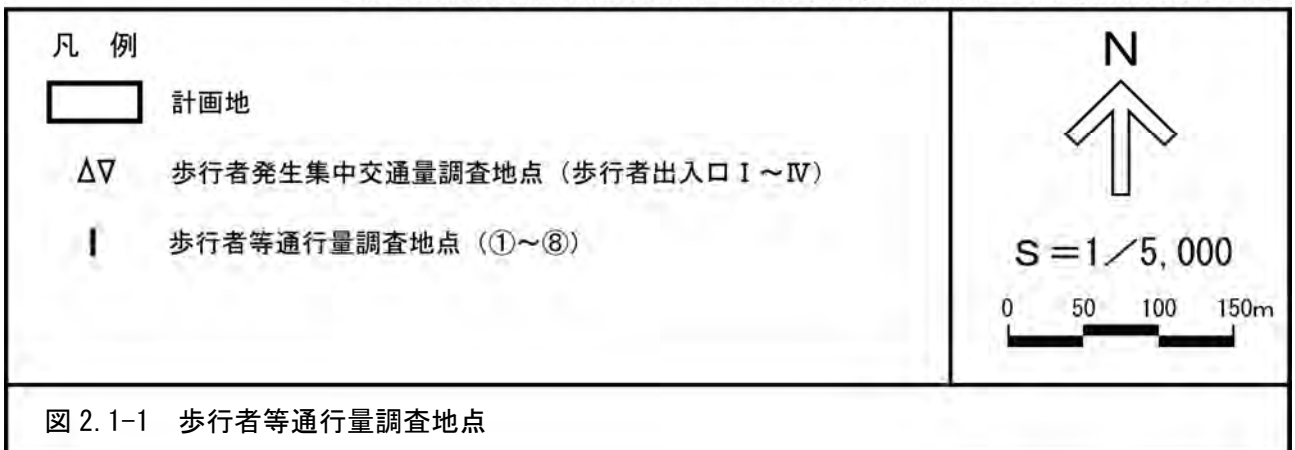 凡 例
計画地
Δ∇ 歩行者発生集中交通量調査地点（歩行者出入口Ⅰ～Ⅳ）
歩行者等通行量調査地点（①～⑧）
N
S＝1／5,000
0 50 100 150m
図 2.1-1 歩行者等通行量調査地点